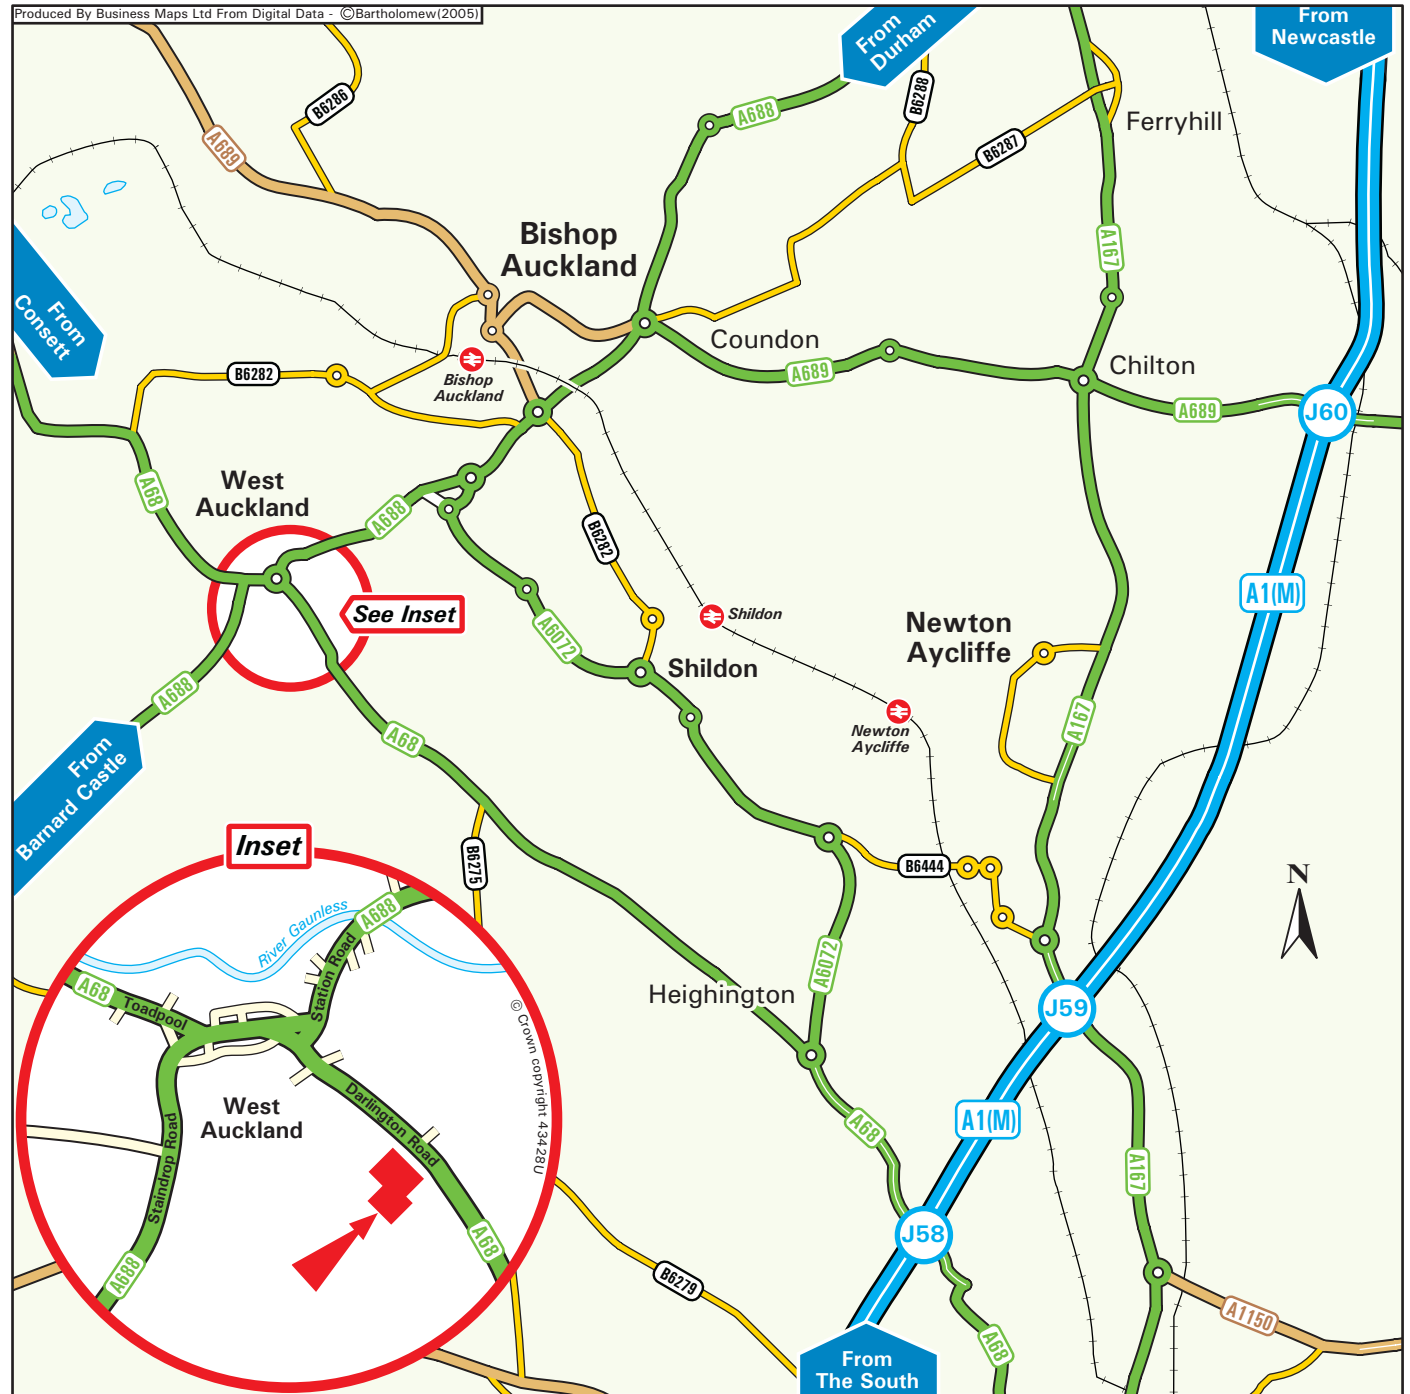 Produced By Business Maps Ltd From Digital Data - ©Bartholomew(2005)
From
Newcastle
From
Durham
B6286
A688
B6288
A689
B6287
Ferryhill
Bishop
Auckland
A167
From
Consett
Coundon
Chilton
Bishop
Auckland
B6282
A689
A689
J60
West
Auckland
A68
A688
B6282
A1(M)
See Inset
A6072
Shildon
Newton
Aycliffe
Shildon
A688
A68
A167
Newton
Aycliffe
From
Barnard Castle
Inset
B6275
B6444
N
River Gaunless
A688
Station Road
A68
Toadpool
A6072
Heighington
J59
© Crown copyright 43428U
West
Auckland
Darlington Road
Staindrop Road
A1(M)
A68
A167
A688
A68
J58
B6279
A1150
A68
From
The South